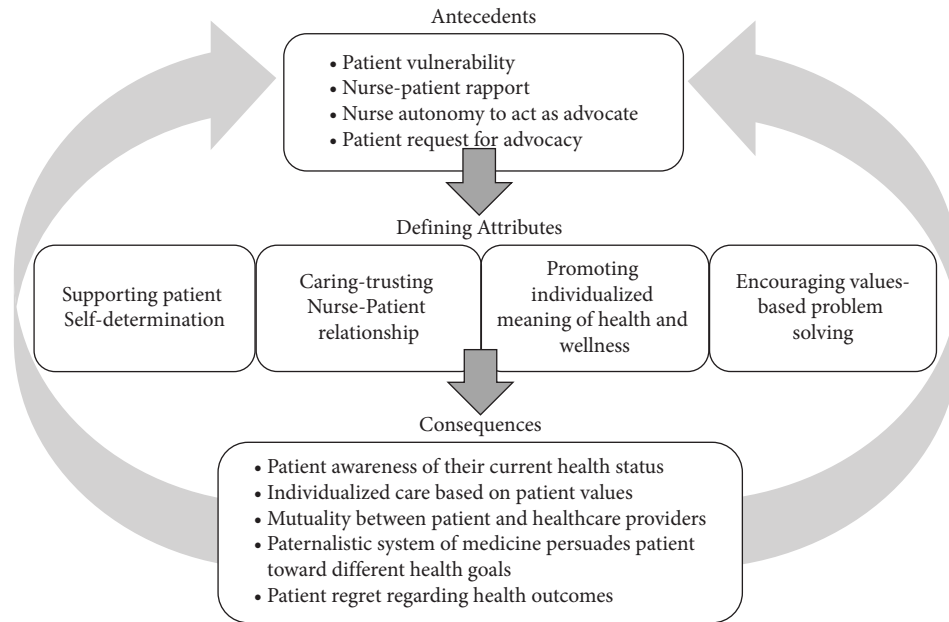 Antecedents
• Patient vulnerability
• Nurse-patient rapport
• Nurse autonomy to act as advocate
• Patient request for advocacy
Defining Attributes
Supporting patient
Self-determination
Caring-trusting
Nurse-Patient
relationship
Promoting
individualized
meaning of health and
wellness
Encouraging values-
based problem
solving
Consequences
• Patient awareness of their current health status
• Individualized care based on patient values
• Mutuality between patient and healthcare providers
• Paternalistic system of medicine persuades patient
toward different health goals
• Patient regret regarding health outcomes